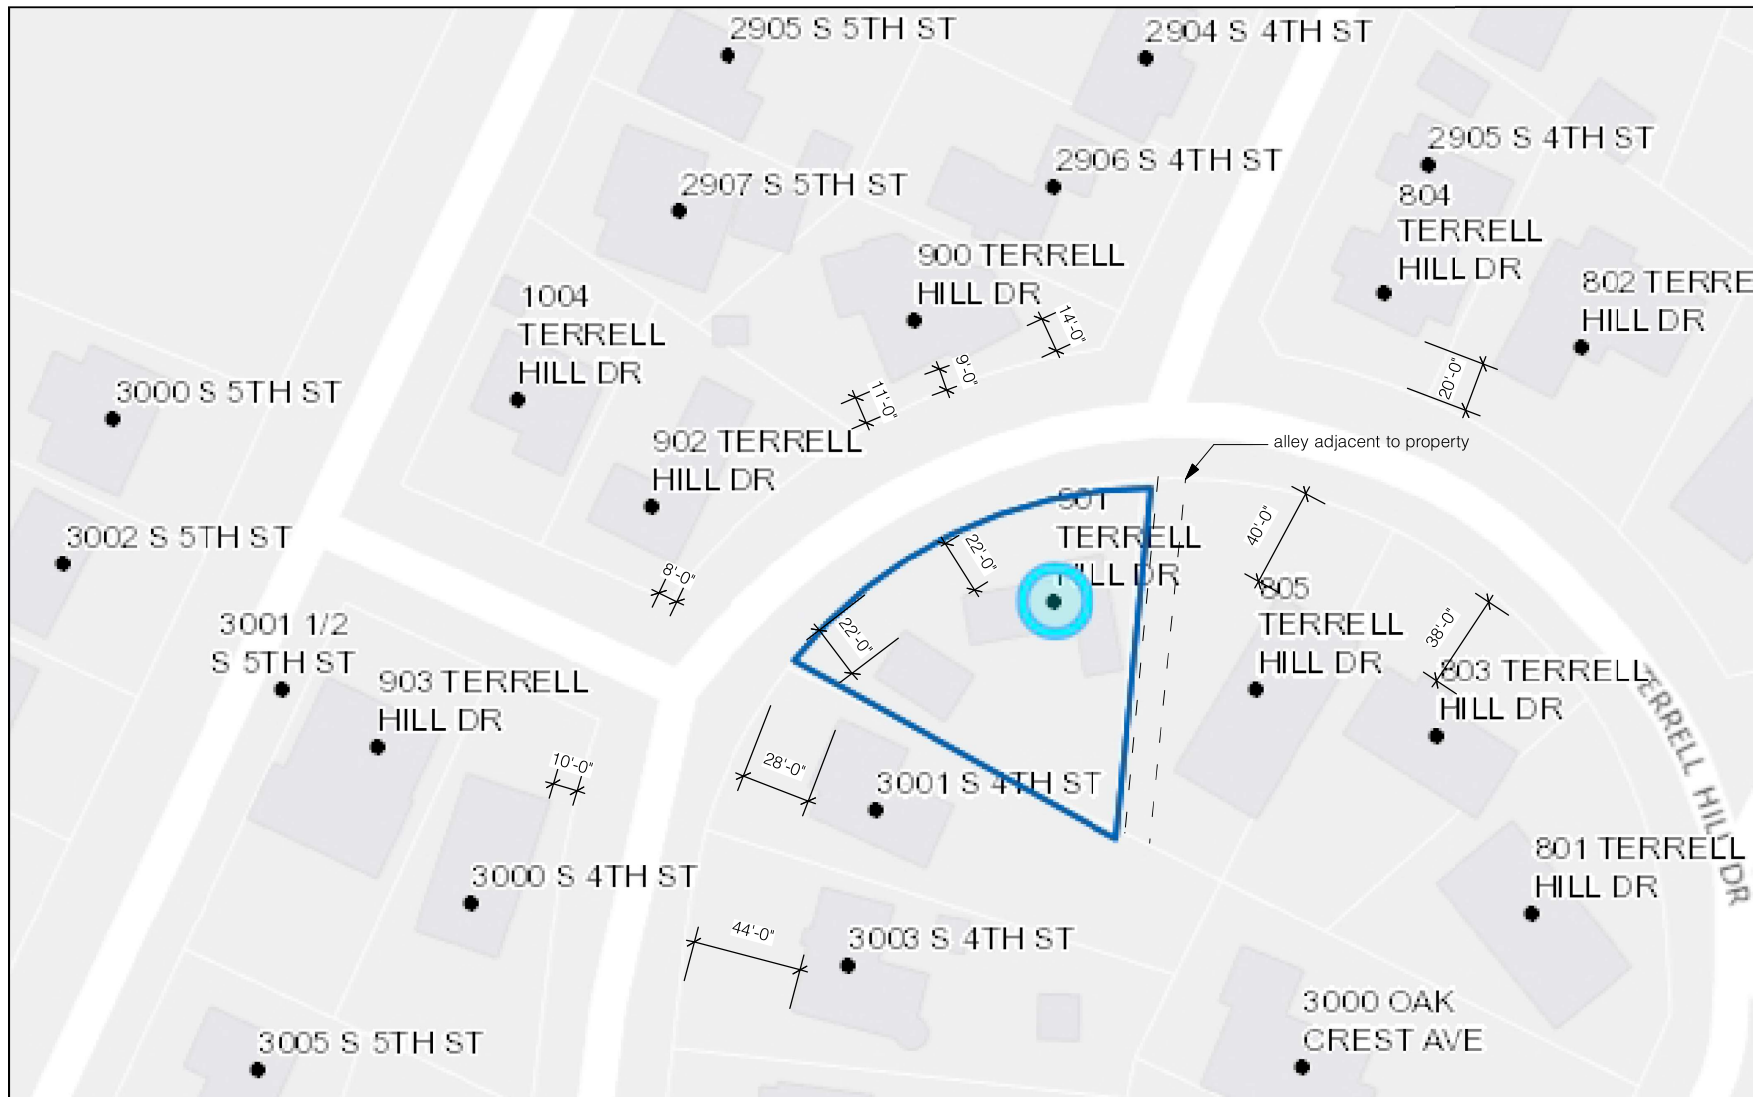 2905 S 5TH ST
2904 S 4TH ST
2905 S 4TH ST
2906 S 4TH ST
2907 S 5TH ST
804
TERRELL
HILL DR
900 TERRELL
HILL DR
802 TERRE
HILL DR
1004
TERRELL
HILL DR
14'-0"
9'-0"
11'-0"
20'-0"
3000 S 5TH ST
902 TERRELL
HILL DR
alley adjacent to property
901
TERRELL
HILL DR
3002 S 5TH ST
22'-0"
40'-0"
8'-0"
805
TERRELL
HILL DR
3001 1/2
S 5TH ST
22'-0"
38'-0"
903 TERRELL
HILL DR
803 TERRELL
HILL DR
TERRELL HILL DR
10'-0"
28'-0"
3001 S 4TH ST
801 TERRELL
HILL DR
3000 S 4TH ST
44'-0"
3003 S 4TH ST
3000 OAK
CREST AVE
3005 S 5TH ST